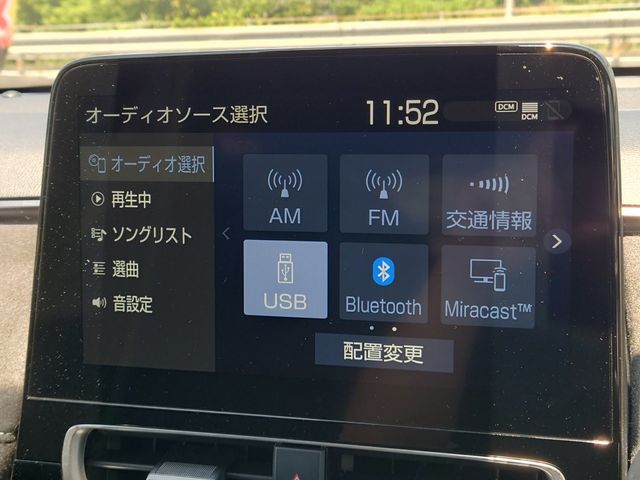 オーディオソース選択
11:52
DCM
DCM
オーディオ選択
再生中
ソングリスト
選曲
音設定
AM
FM
交通情報
USB
Bluetooth
Miracast™
配置変更